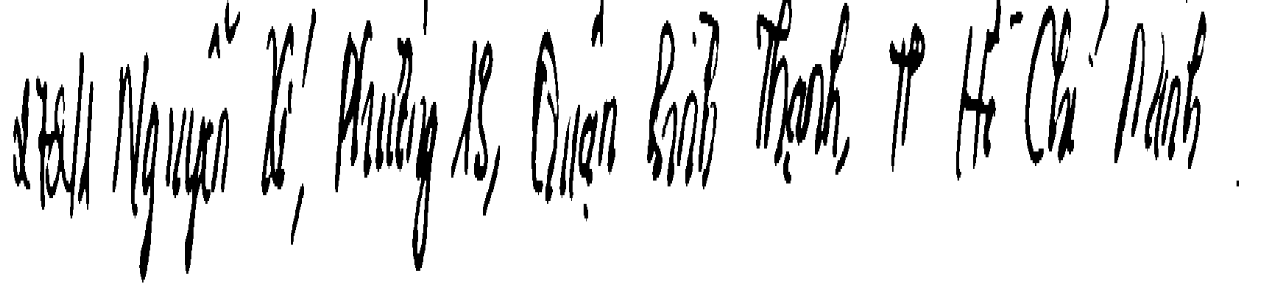 Nguyễn Xí, Phường 13, Quận Bình Thạnh, TP Hồ Chí Minh